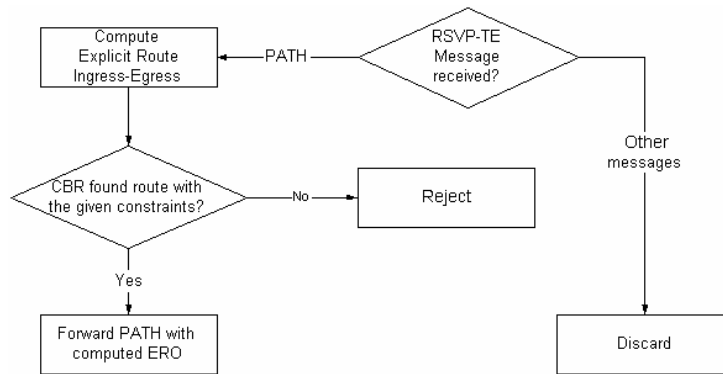 Compute
Explicit Route
Ingress-Egress
PATH
RSVP-TE
Message
received?
Other
messages
CBR found route with
the given constraints?
No
Reject
Yes
Forward PATH with
computed ERO
Discard